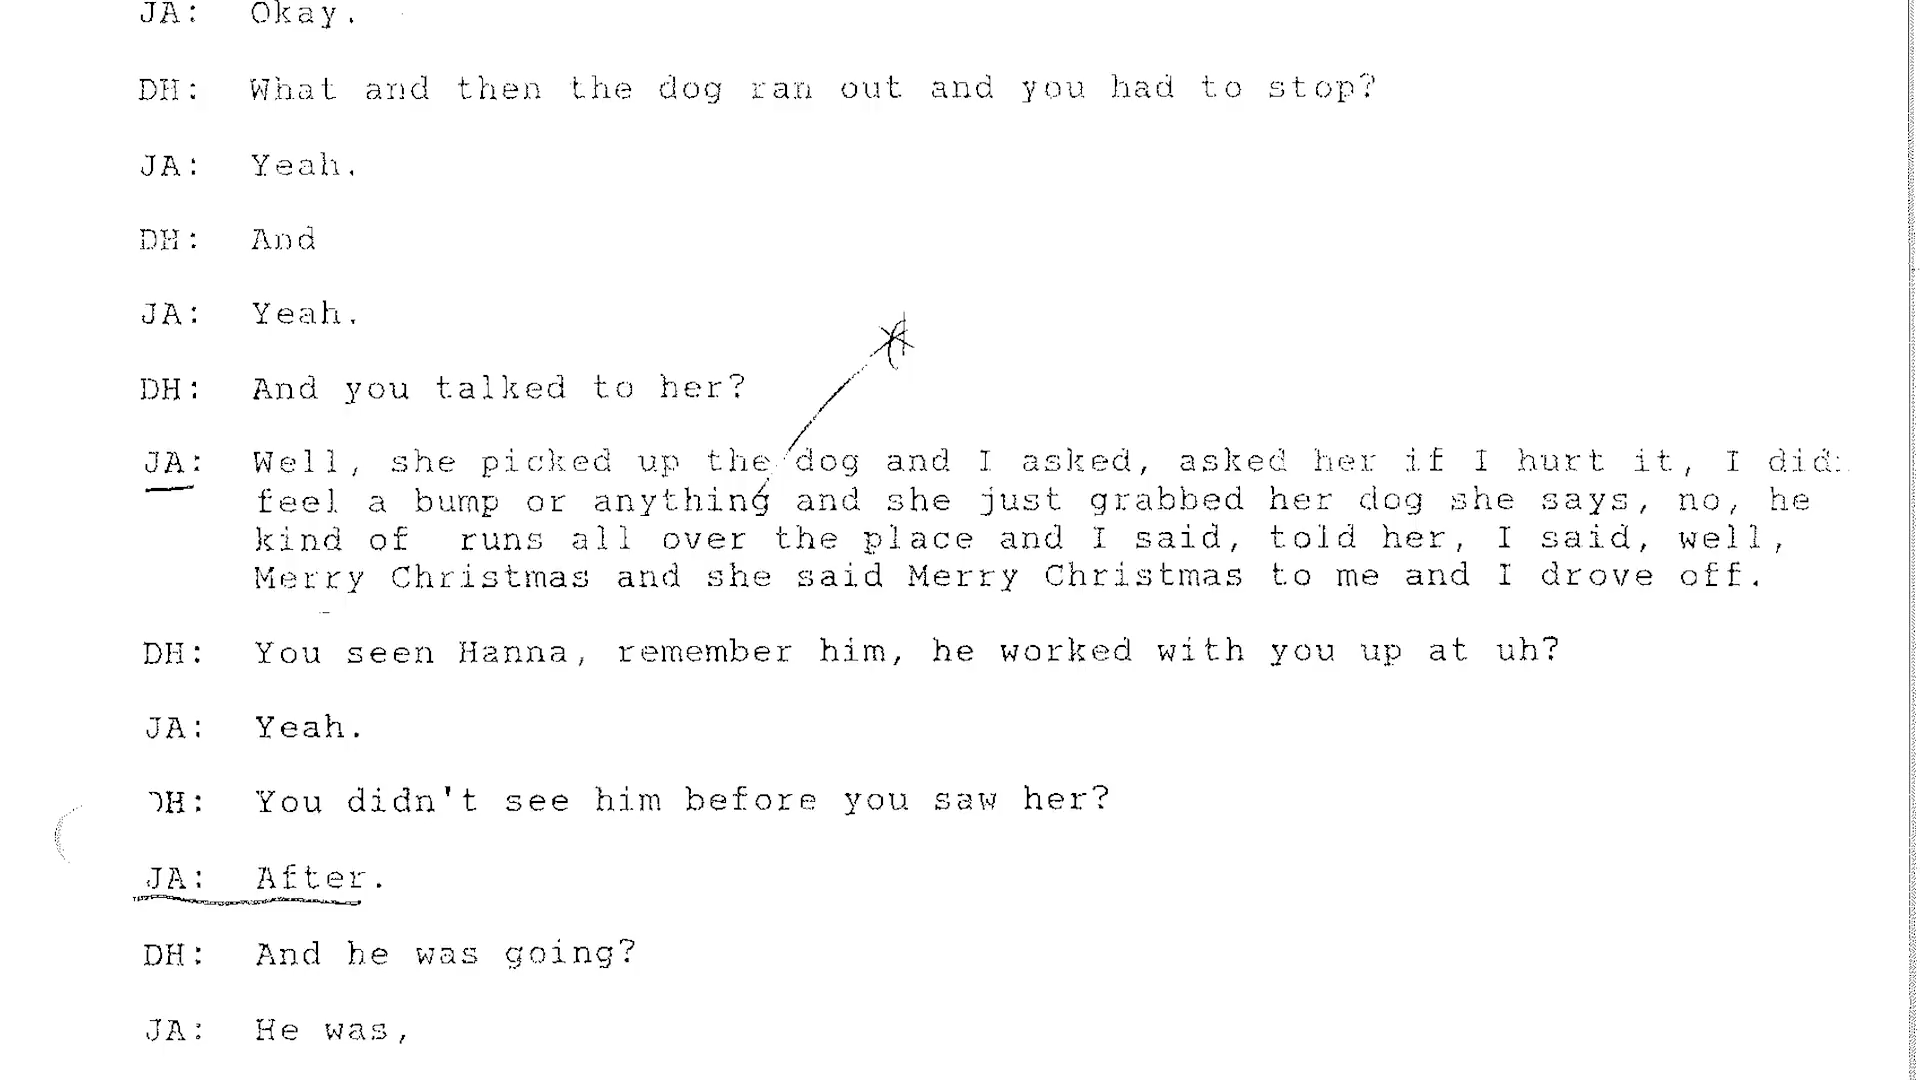 JA: Okay.
DH: What and then the dog ran out and you had to stop?
JA: Yeah.
DH: And
JA: Yeah.
DH: And you talked to her?
JA: Well, she picked up the dog and I asked, asked her if I hurt it, I did
feel a bump or anything and she just grabbed her dog she says, no, he
kind of runs all over the place and I said, told her, I said, well,
Merry Christmas and she said Merry Christmas to me and I drove off.
DH: You seen Hanna, remember him, he worked with you up at uh?
JA: Yeah.
DH: You didn't see him before you saw her?
JA: After.
DH: And he was going?
JA: He was,